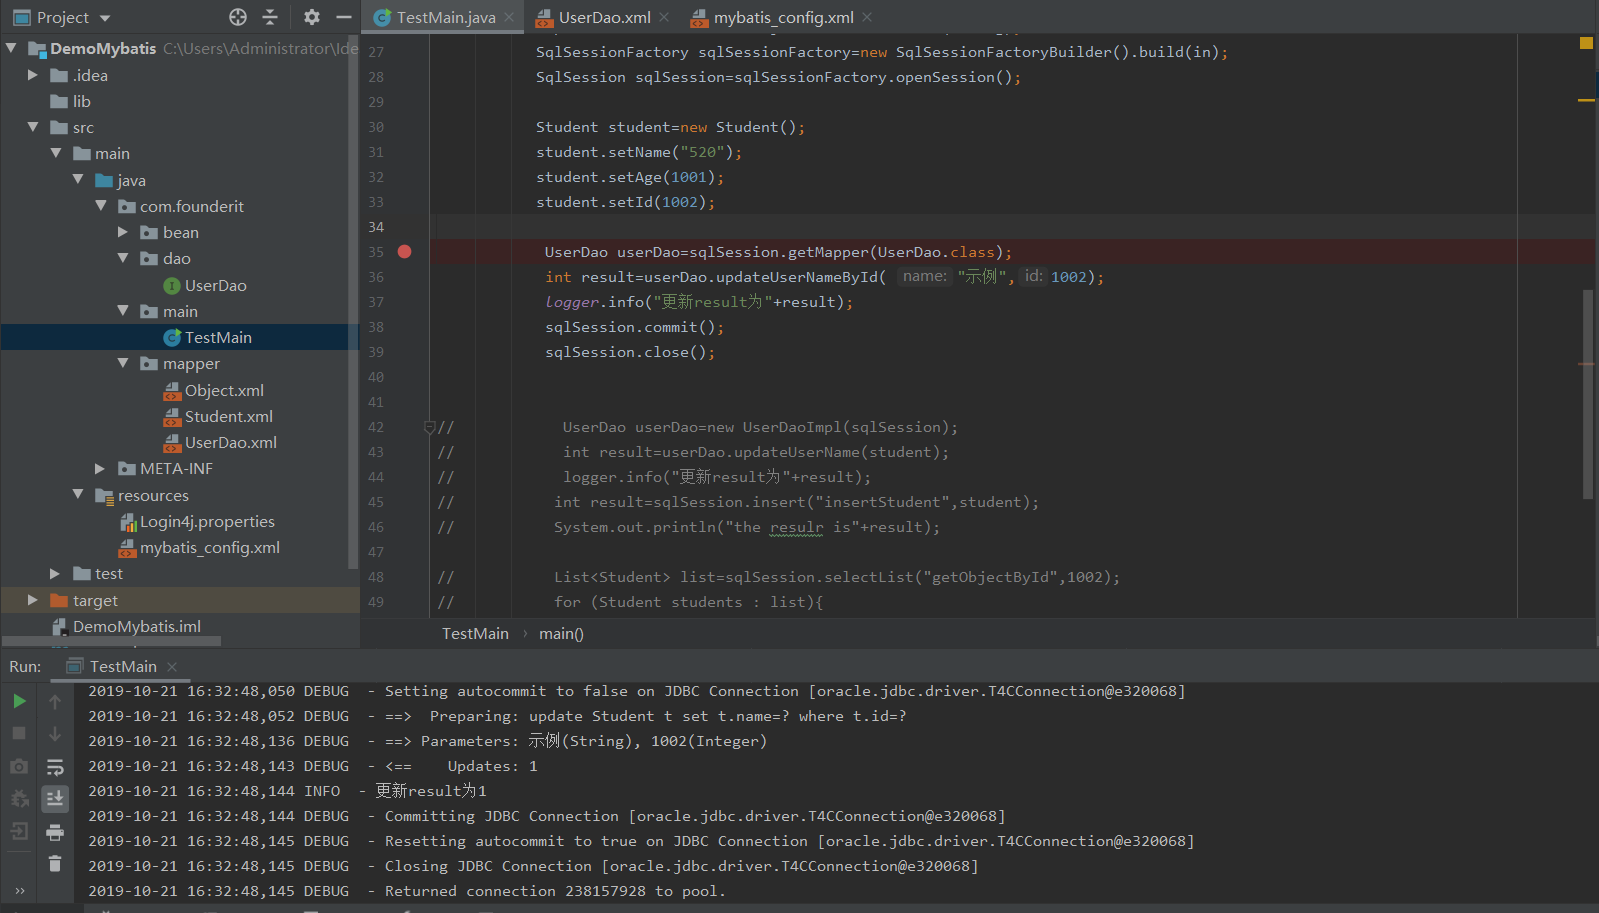 Project
TestMain.java
UserDao.xml
mybatis_config.xml
DemoMybatis C:\Users\Administrator\Ide
.idea
lib
src
main
java
com.founderit
bean
dao
UserDao
main
TestMain
mapper
Object.xml
Student.xml
UserDao.xml
META-INF
resources
Login4j.properties
mybatis_config.xml
test
target
DemoMybatis.iml
27 SqlSessionFactory sqlSessionFactory=new SqlSessionFactoryBuilder().build(in);
28 SqlSession sqlSession=sqlSessionFactory.openSession();
29
30 Student student=new Student();
31 student.setName("520");
32 student.setAge(1001);
33 student.setId(1002);
34
35 UserDao userDao=sqlSession.getMapper(UserDao.class);
36 int result=userDao.updateUserNameById( name: "示例", id: 1002);
37 logger.info("更新result为"+result);
38 sqlSession.commit();
39 sqlSession.close();
40
41
42 // UserDao userDao=new UserDaoImpl(sqlSession);
43 // int result=userDao.updateUserName(student);
44 // logger.info("更新result为"+result);
45 // int result=sqlSession.insert("insertStudent",student);
46 // System.out.println("the resulr is"+result);
47
48 // List<Student> list=sqlSession.selectList("getObjectById",1002);
49 // for (Student students : list){
TestMain › main()
Run: TestMain
2019-10-21 16:32:48,050 DEBUG - Setting autocommit to false on JDBC Connection [oracle.jdbc.driver.T4CConnection@e320068]
2019-10-21 16:32:48,052 DEBUG - ==> Preparing: update Student t set t.name=? where t.id=?
2019-10-21 16:32:48,136 DEBUG - ==> Parameters: 示例(String), 1002(Integer)
2019-10-21 16:32:48,143 DEBUG - <== Updates: 1
2019-10-21 16:32:48,144 INFO - 更新result为1
2019-10-21 16:32:48,144 DEBUG - Committing JDBC Connection [oracle.jdbc.driver.T4CConnection@e320068]
2019-10-21 16:32:48,145 DEBUG - Resetting autocommit to true on JDBC Connection [oracle.jdbc.driver.T4CConnection@e320068]
2019-10-21 16:32:48,145 DEBUG - Closing JDBC Connection [oracle.jdbc.driver.T4CConnection@e320068]
2019-10-21 16:32:48,145 DEBUG - Returned connection 238157928 to pool.